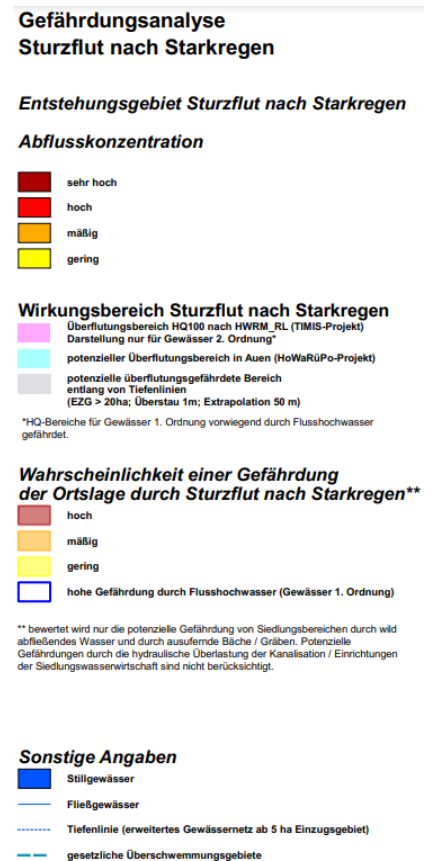 Gefährdungsanalyse
Sturzflut nach Starkregen
Entstehungsgebiet Sturzflut nach Starkregen
Abflusskonzentration
sehr hoch
hoch
mäßig
gering
Wirkungsbereich Sturzflut nach Starkregen
Überflutungsbereich HQ100 nach HWRM_RL (TIMIS-Projekt)
Darstellung nur für Gewässer 2. Ordnung*
potenzieller Überflutungsbereich in Auen (HoWaRüPo-Projekt)
potenzielle überflutungsgefährdete Bereich
entlang von Tiefenlinien
(EZG > 20ha; Überstau 1m; Extrapolation 50 m)
*HQ-Bereiche für Gewässer 1. Ordnung vorwiegend durch Flusshochwasser
gefährdet.
Wahrscheinlichkeit einer Gefährdung
der Ortslage durch Sturzflut nach Starkregen**
hoch
mäßig
gering
hohe Gefährdung durch Flusshochwasser (Gewässer 1. Ordnung)
** bewertet wird nur die potenzielle Gefährdung von Siedlungsbereichen durch wild
abfließendes Wasser und durch ausufernde Bäche / Gräben. Potenzielle
Gefährdungen durch die hydraulische Überlastung der Kanalisation / Einrichtungen
der Siedlungswasserwirtschaft sind nicht berücksichtigt.
Sonstige Angaben
Stillgewässer
Fließgewässer
Tiefenlinie (erweitertes Gewässernetz ab 5 ha Einzugsgebiet)
gesetzliche Überschwemmungsgebiete